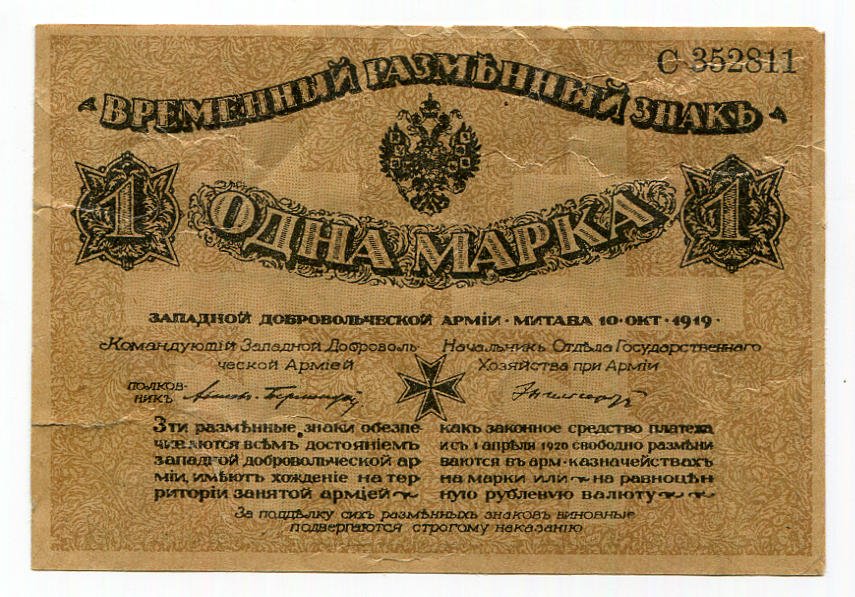 С 352811
ВРЕМЕННЫЙ РАЗМѢННЫЙ ЗНАКЪ
1 ОДНА МАРКА 1
ЗАПАДНОЙ ДОБРОВОЛЬЧЕСКОЙ АРМІИ · МИТАВА 10 · ОКТ · 1919 ·
Командующій Западной Доброволь-
ческой Арміей
ПОЛКОВ-
НИКЪ
Начальникъ Отдѣла Государственнаго
Хозяйства при Арміи
Эти размѣнные знаки обезпе-
чиваются всѣмъ достояніемъ
западной добровольческой ар-
міи, имѣютъ хожденіе на тер-
риторіи занятой арміей
какъ законное средство платежа
и съ 1 апрѣля 1920 свободно размѣни
ваются въ арм · казначействахъ
на марки или на равноцѣн
ную рублевую валюту
За поддѣлку сихъ размѣнныхъ знаковъ виновные
подвергаются строгому наказанію